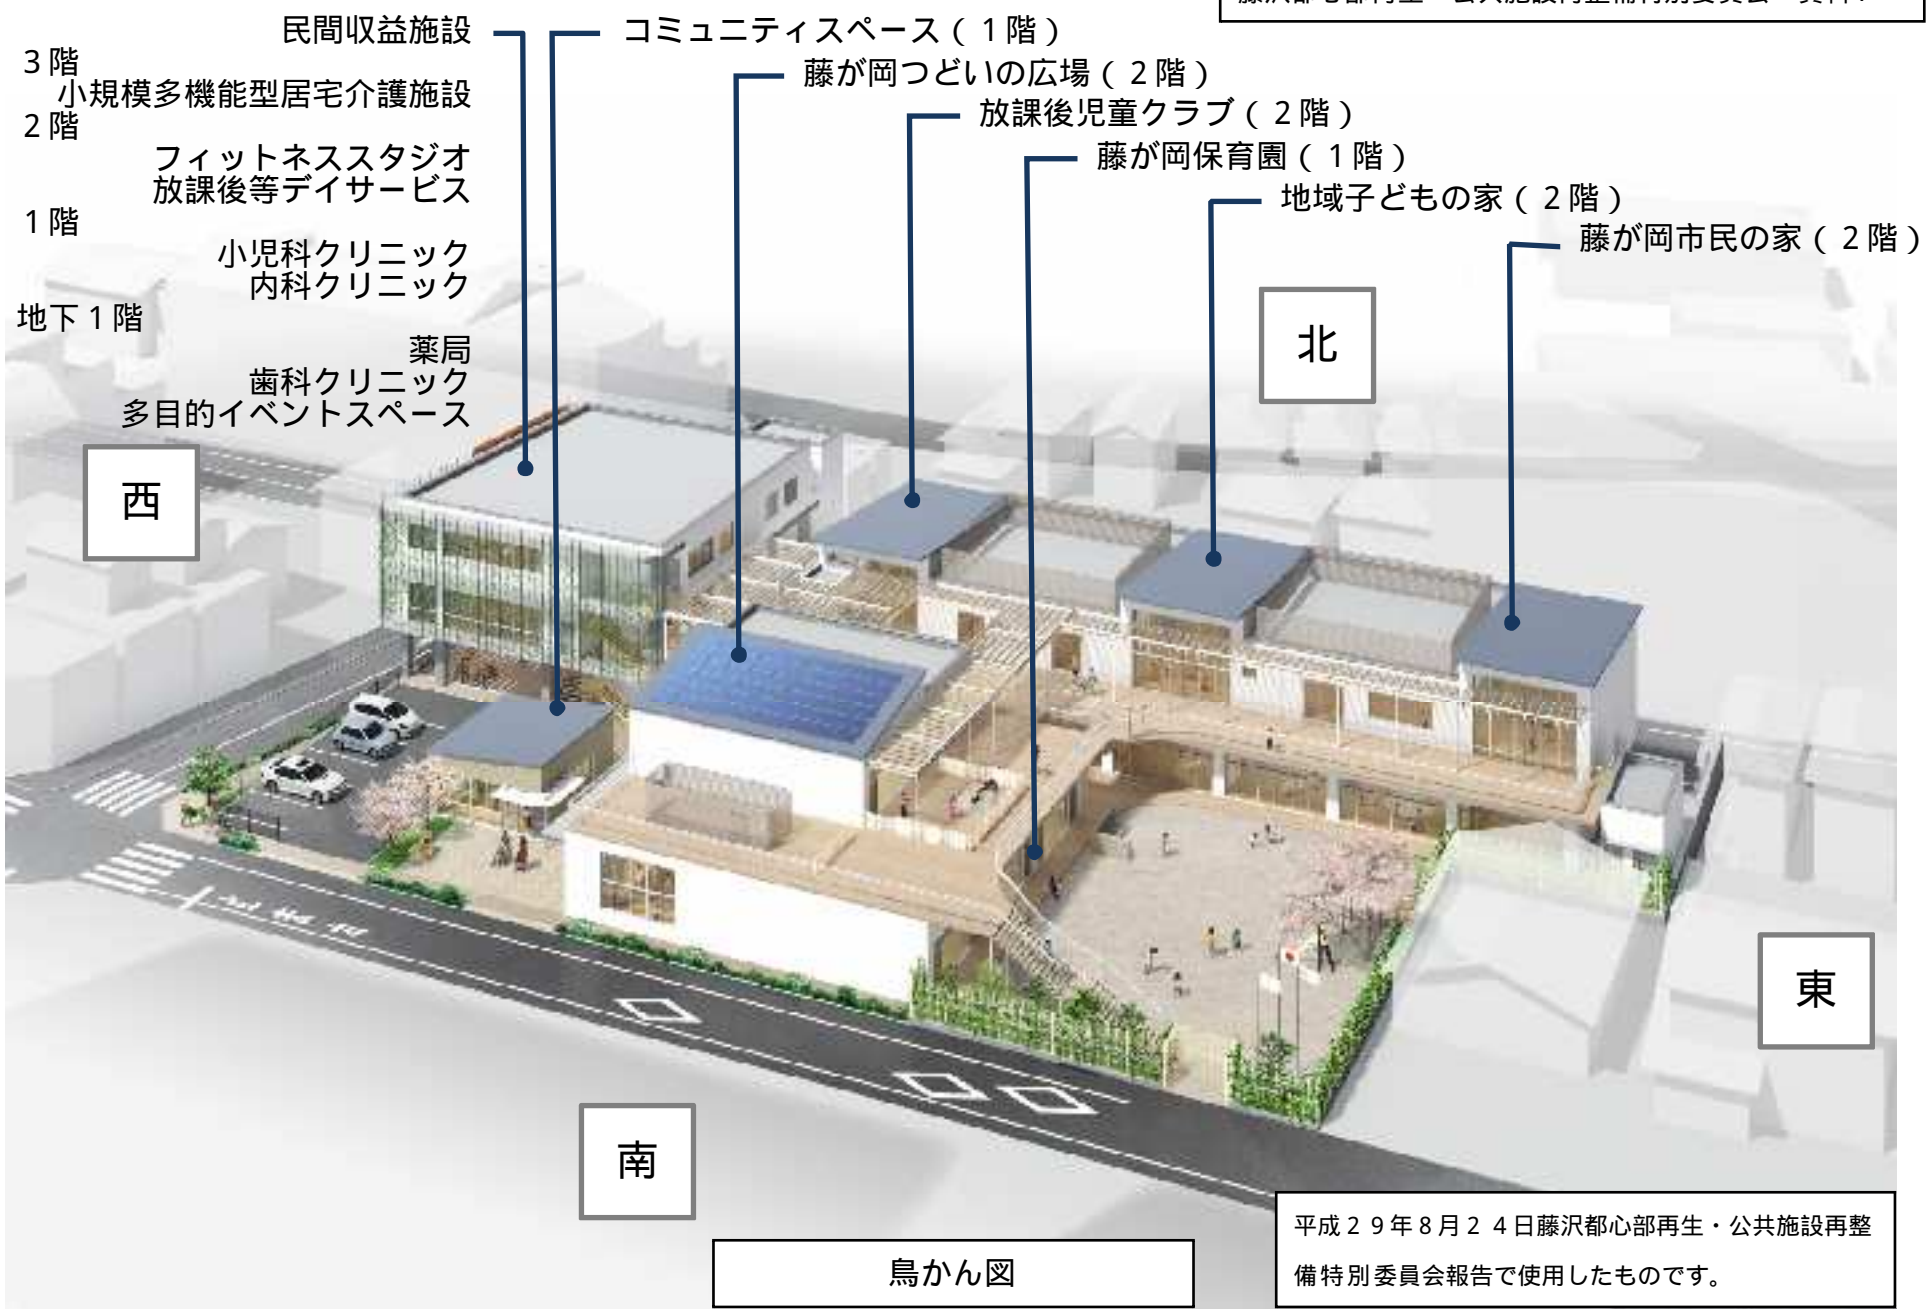 民間収益施設
3階
小規模多機能型居宅介護施設
2階
フィットネススタジオ
放課後等デイサービス
1階
小児科クリニック
内科クリニック
地下1階
薬局
歯科クリニック
多目的イベントスペース
コミュニティスペース(1階)
藤が岡つどいの広場(2階)
放課後児童クラブ(2階)
藤が岡保育園(1階)
地域子どもの家(2階)
藤が岡市民の家(2階)
北
西
東
南
鳥かん図
平成29年8月24日藤沢都心部再生・公共施設再整
備特別委員会報告で使用したものです。